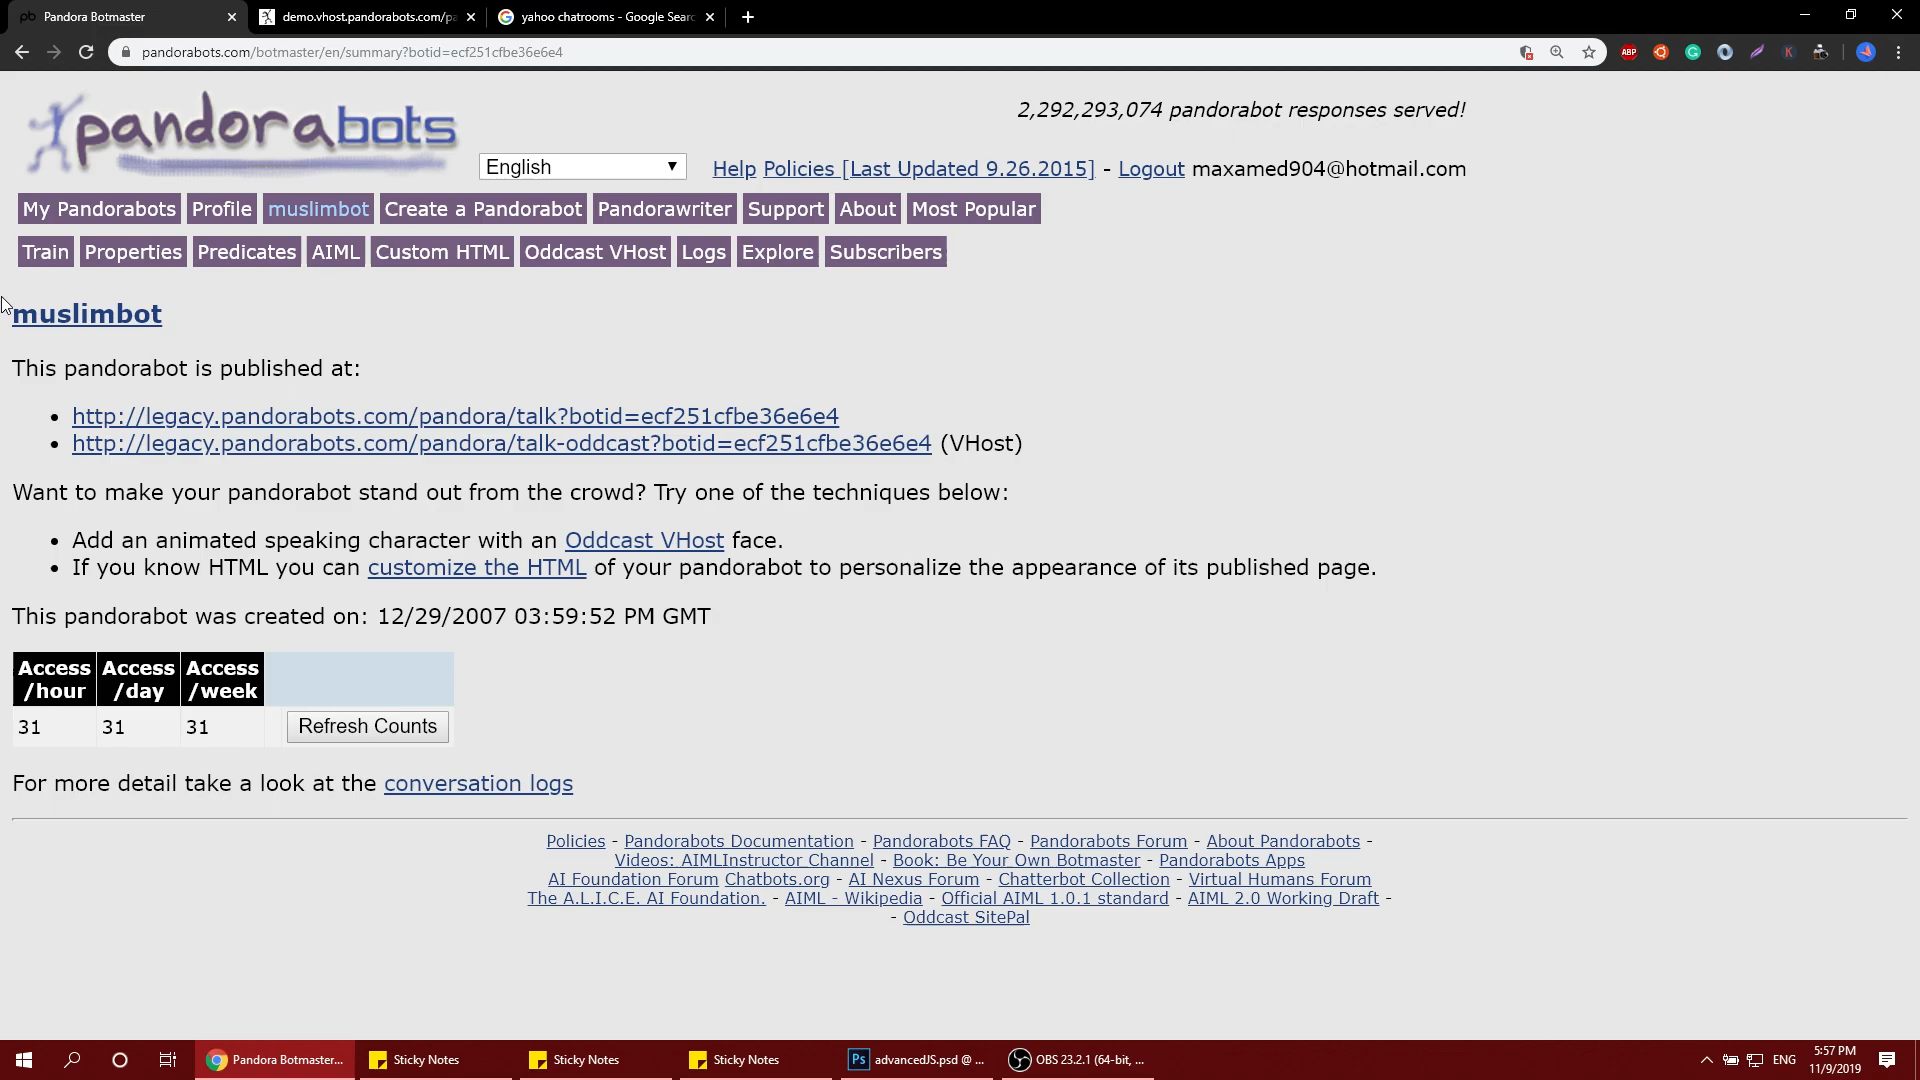 Pandora Botmaster
demo.vhost.pandorabots.com/pa
yahoo chatrooms - Google Searc
pandorabots.com/botmaster/en/summary?botid=ecf251cfbe36e6e4
ABP
pandorabots
2,292,293,074 pandorabot responses served!
English
Help Policies [Last Updated 9.26.2015] - Logout maxamed904@hotmail.com
My Pandorabots Profile muslimbot Create a Pandorabot Pandorawriter Support About Most Popular
Train Properties Predicates AIML Custom HTML Oddcast VHost Logs Explore Subscribers
muslimbot
This pandorabot is published at:
• http://legacy.pandorabots.com/pandora/talk?botid=ecf251cfbe36e6e4
• http://legacy.pandorabots.com/pandora/talk-oddcast?botid=ecf251cfbe36e6e4 (VHost)
Want to make your pandorabot stand out from the crowd? Try one of the techniques below:
• Add an animated speaking character with an Oddcast VHost face.
• If you know HTML you can customize the HTML of your pandorabot to personalize the appearance of its published page.
This pandorabot was created on: 12/29/2007 03:59:52 PM GMT
Access Access Access
/hour /day /week
31 31 31 Refresh Counts
For more detail take a look at the conversation logs
Policies - Pandorabots Documentation - Pandorabots FAQ - Pandorabots Forum - About Pandorabots -
Videos: AIMLInstructor Channel - Book: Be Your Own Botmaster - Pandorabots Apps
AI Foundation Forum Chatbots.org - AI Nexus Forum - Chatterbot Collection - Virtual Humans Forum
The A.L.I.C.E. AI Foundation. - AIML - Wikipedia - Official AIML 1.0.1 standard - AIML 2.0 Working Draft -
- Oddcast SitePal
Pandora Botmaster... Sticky Notes Sticky Notes Sticky Notes Ps advancedJS.psd @ ... OBS 23.2.1 (64-bit, ... ENG 5:57 PM
11/9/2019